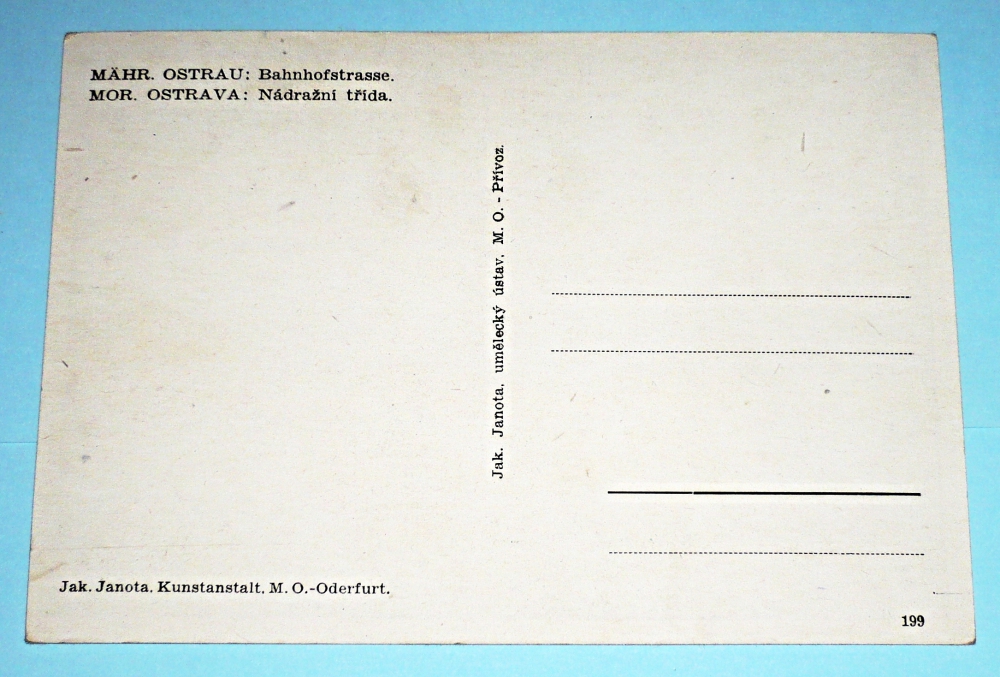 MÄHR. OSTRAU: Bahnhofstrasse.
MOR. OSTRAVA: Nádražní třída.
Jak. Janota, umělecký ústav, M. O. - Přívoz.
Jak. Janota, Kunstanstalt, M. O.-Oderfurt.
199